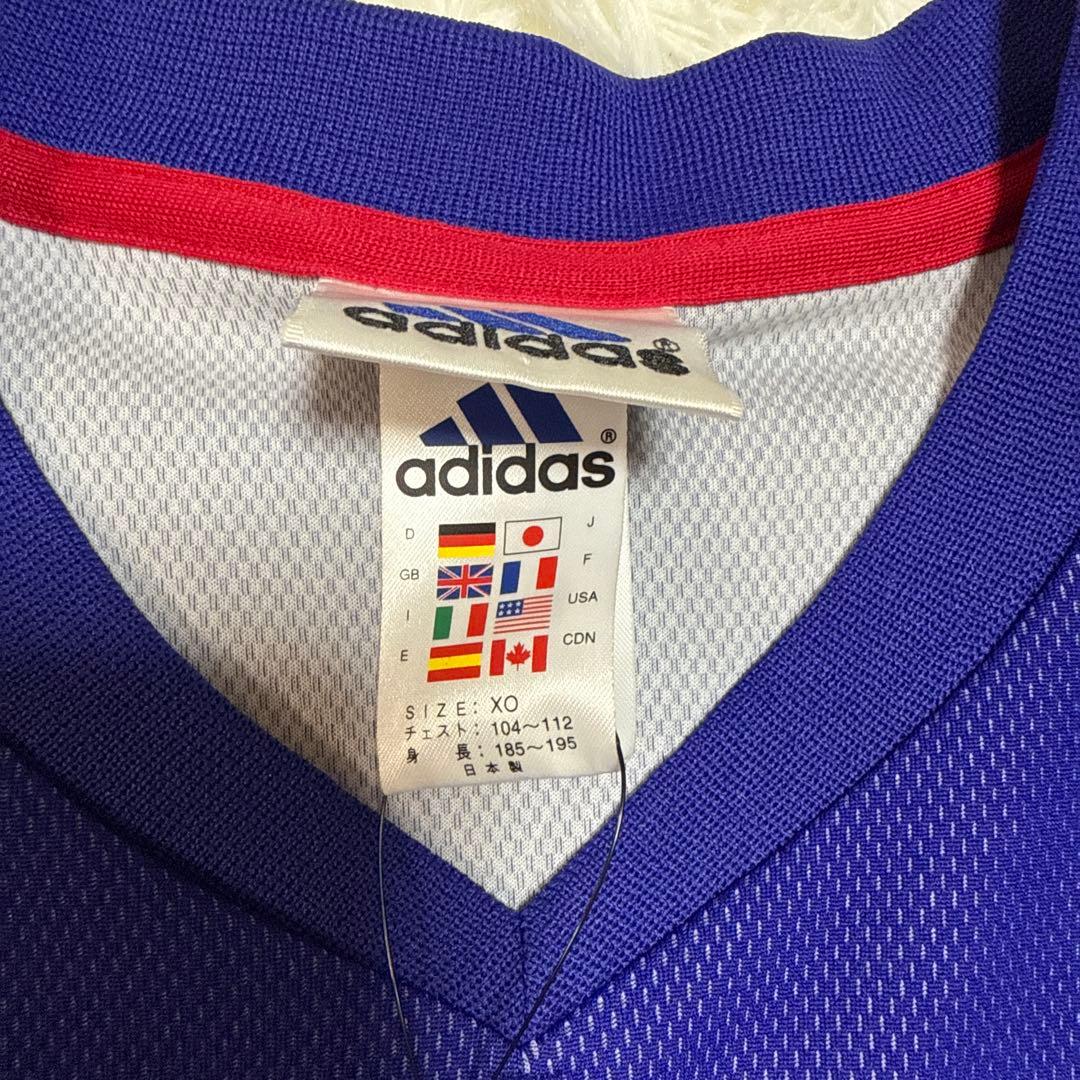 adidas®
adidas®
D J
GB F
I USA
E CDN
SIZE: XO
チェスト: 104〜112
身 長: 185〜195
日本製